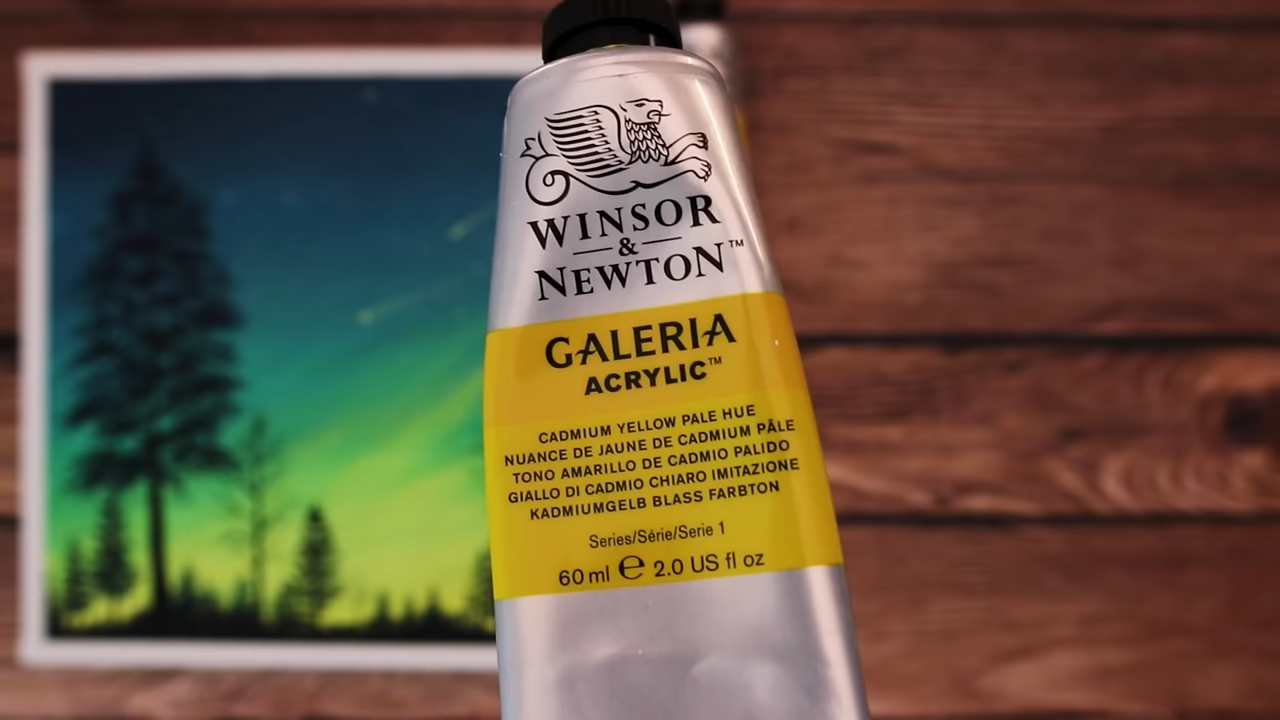 WINSOR
&
NEWTON™
GALERIA
ACRYLIC™
CADMIUM YELLOW PALE HUE
NUANCE DE JAUNE DE CADMIUM PÂLE
TONO AMARILLO DE CADMIO PALIDO
GIALLO DI CADMIO CHIARO IMITAZIONE
KADMIUMGELB BLASS FARBTON
Series/Série/Serie 1
60 ml ℮ 2.0 US fl oz